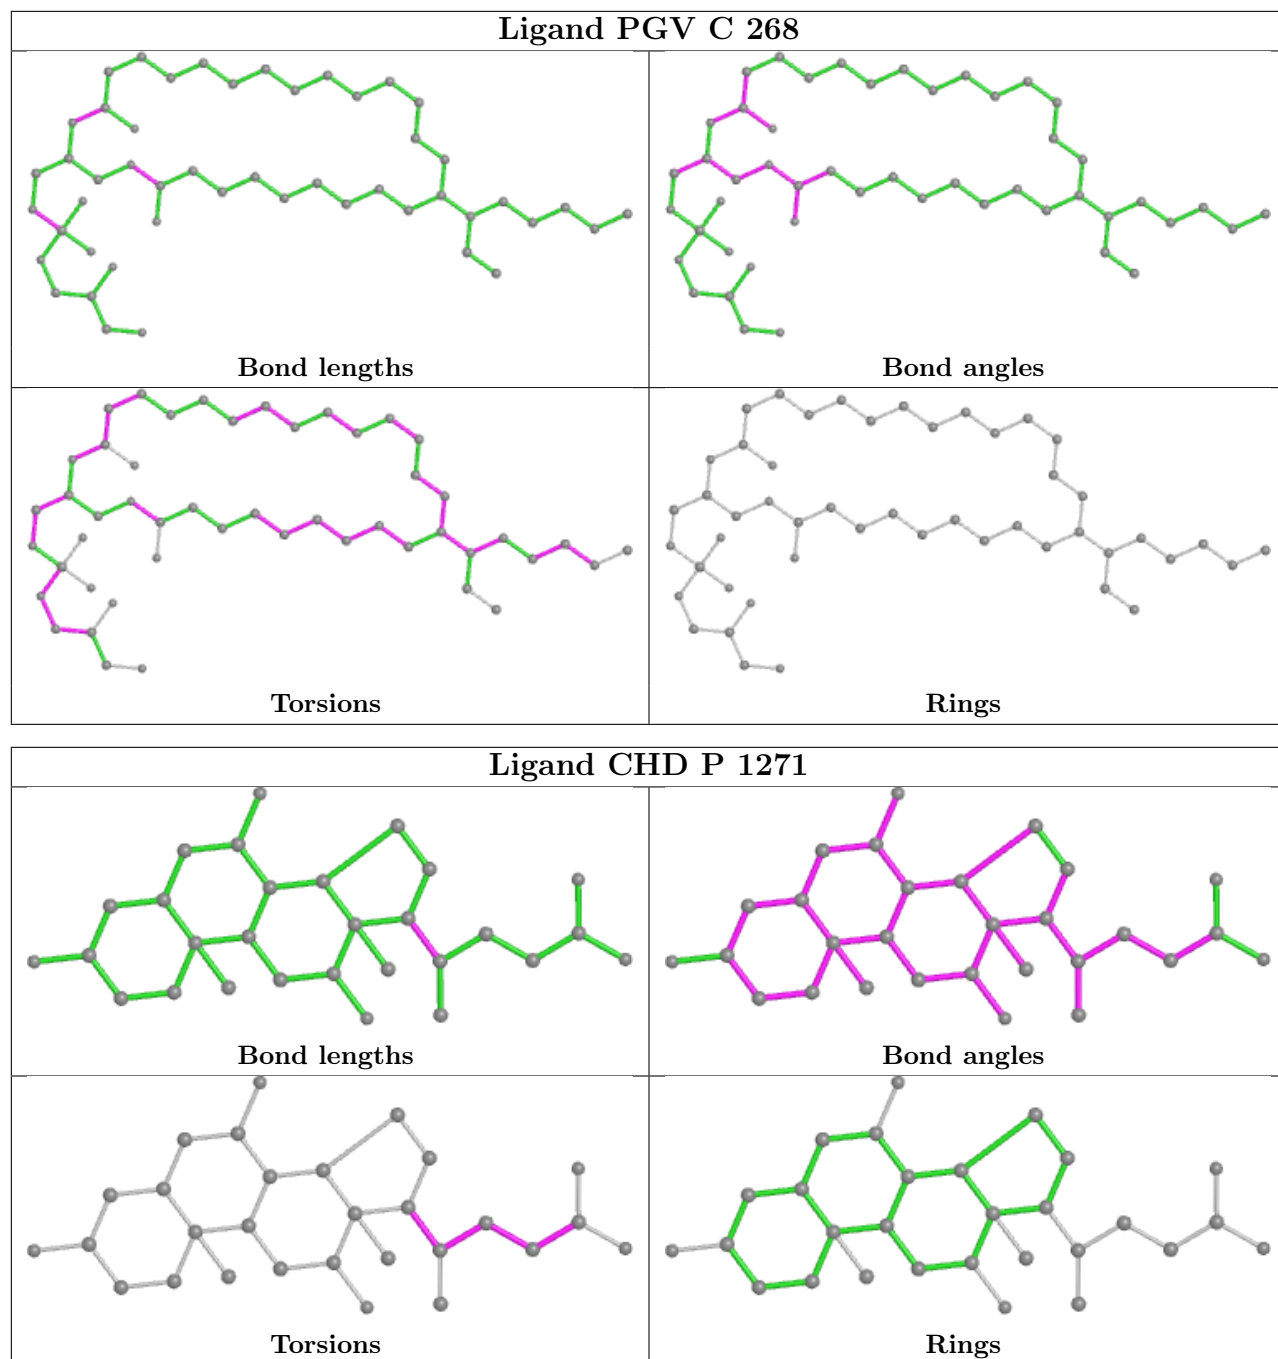 Ligand PGV C 268
Bond lengths
Bond angles
Torsions
Rings
Ligand CHD P 1271
Bond lengths
Bond angles
Torsions
Rings